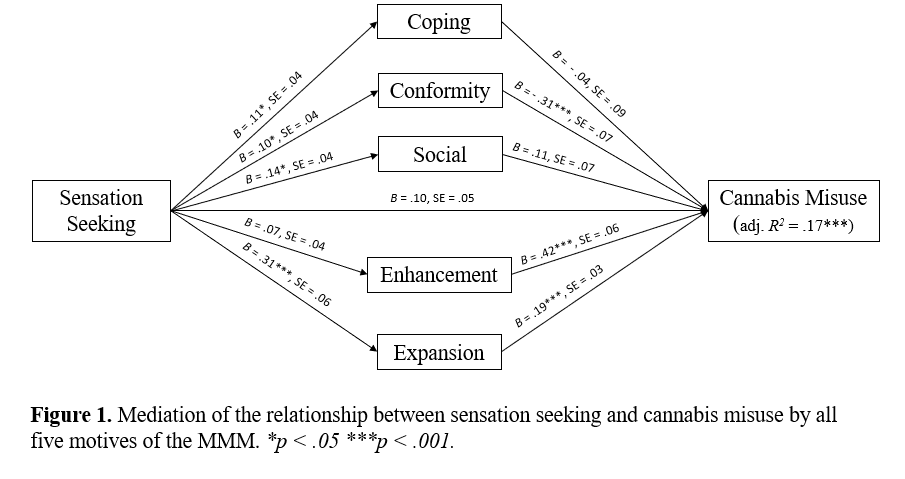 Coping
B = - .04, SE = .09
B = .11*, SE = .04
Conformity
B = - .31***, SE = .07
B = .10*, SE = .04
Social
B = .11, SE = .07
B = .14*, SE = .04
Sensation
Seeking
B = .10, SE = .05
Cannabis Misuse
(adj. R² = .17***)
B = .07, SE = .04
Enhancement
B = .42***, SE = .06
B = .31***, SE = .06
Expansion
B = .19***, SE = .03
Figure 1. Mediation of the relationship between sensation seeking and cannabis misuse by all
five motives of the MMM. *p < .05 ***p < .001.